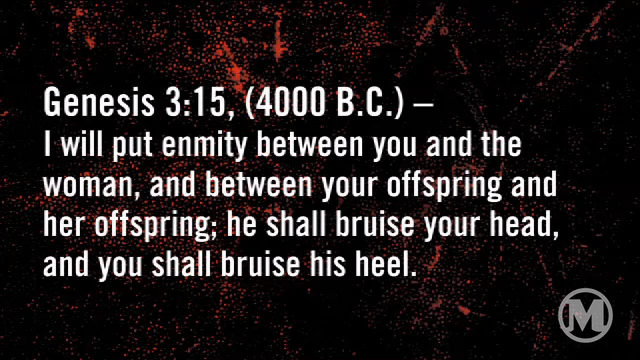 Genesis 3:15, (4000 B.C.) –
I will put enmity between you and the
woman, and between your offspring and
her offspring; he shall bruise your head,
and you shall bruise his heel.
M